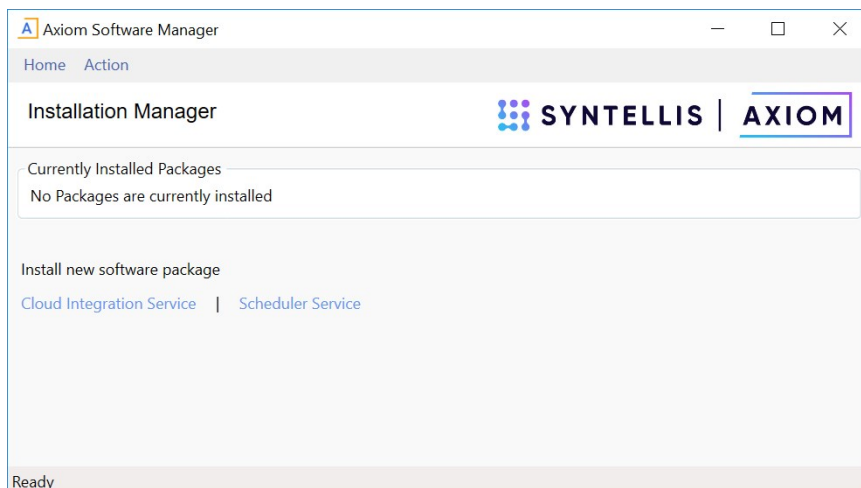 A Axiom Software Manager
Home Action
Installation Manager
SYNTELLIS | AXIOM
Currently Installed Packages
No Packages are currently installed
Install new software package
Cloud Integration Service | Scheduler Service
Ready